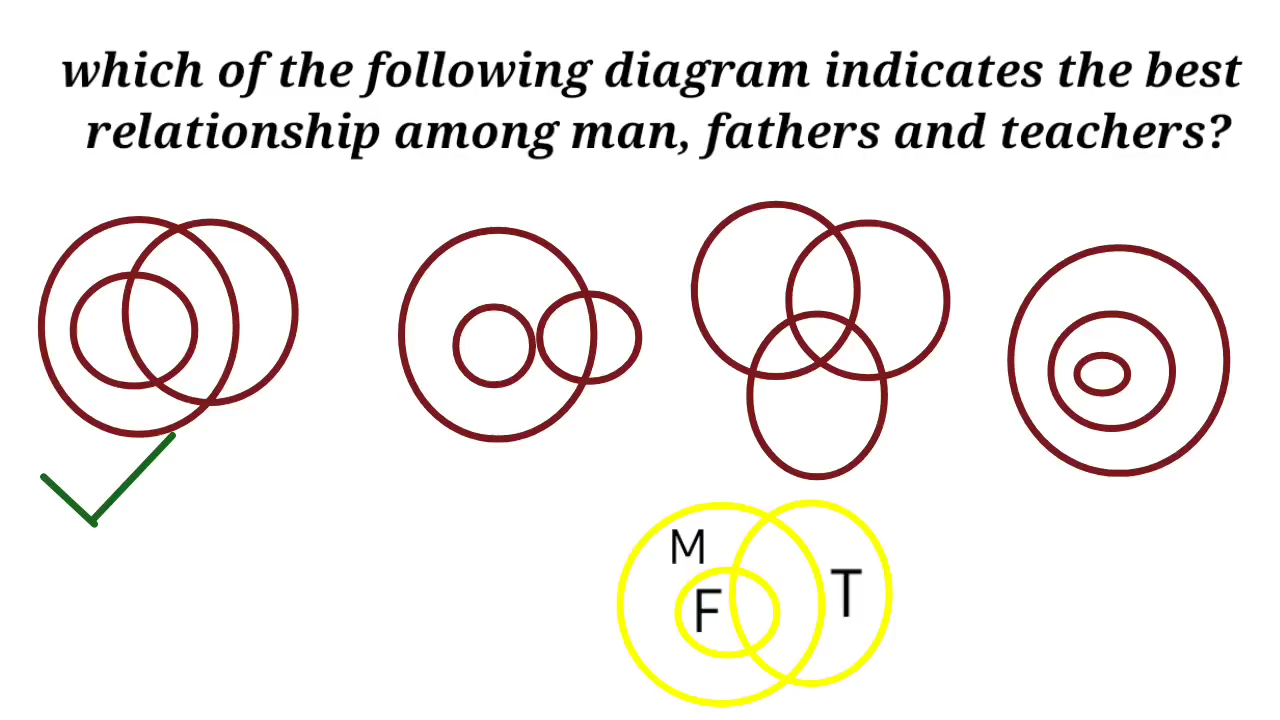 which of the following diagram indicates the best
relationship among man, fathers and teachers?
M
F
T